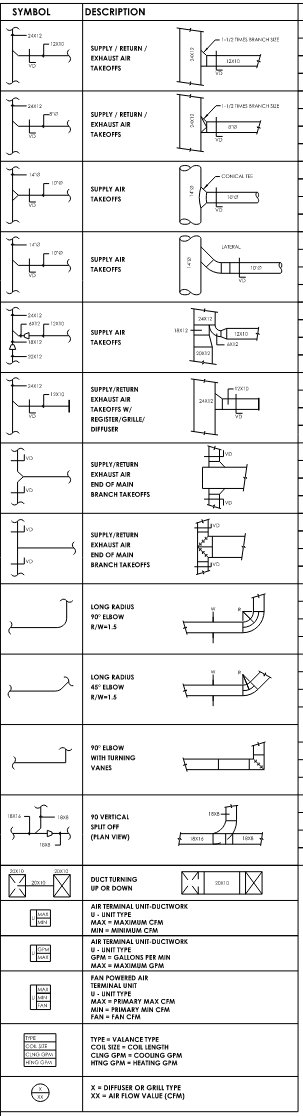 SYMBOL DESCRIPTION
24X12
12X10
VD
SUPPLY / RETURN /
EXHAUST AIR
TAKEOFFS
1-1/2 TIMES BRANCH SIZE
24X12
12X10
VD
24X12
8"Ø
VD
SUPPLY / RETURN /
EXHAUST AIR
TAKEOFFS
1-1/2 TIMES BRANCH SIZE
24X12
8"Ø
VD
14"Ø
10"Ø
VD
SUPPLY AIR
TAKEOFFS
CONICAL TEE
14"Ø
10"Ø
VD
14"Ø
10"Ø
VD
SUPPLY AIR
TAKEOFFS
LATERAL
14"Ø
10"Ø
VD
24X12
6X12 12X10
18X12
20X12
SUPPLY AIR
TAKEOFFS
24X12
18X12
12X10
6X12
20X12
24X12
12X10
VD
SUPPLY/RETURN
EXHAUST AIR
TAKEOFFS W/
REGISTER/GRILLE/
DIFFUSER
12X10
24X12
VD
VD
VD
SUPPLY/RETURN
EXHAUST AIR
END OF MAIN
BRANCH TAKEOFFS
VD
VD
VD
VD
SUPPLY/RETURN
EXHAUST AIR
END OF MAIN
BRANCH TAKEOFFS
VD
VD
LONG RADIUS
90° ELBOW
R/W=1.5
W R
LONG RADIUS
45° ELBOW
R/W=1.5
W R
90° ELBOW
WITH TURNING
VANES
18X16 18X8
18X8
90 VERTICAL
SPLIT OFF
(PLAN VIEW)
18X8
18X16 18X8
20X10 20X10
20X10
DUCT TURNING
UP OR DOWN
20X10
U MAX
MIN
AIR TERMINAL UNIT-DUCTWORK
U - UNIT TYPE
MAX = MAXIMUM CFM
MIN = MINIMUM CFM
U GPM
MAX
AIR TERMINAL UNIT-DUCTWORK
U - UNIT TYPE
GPM = GALLONS PER MIN
MAX = MAXIMUM GPM
U MAX
MIN
FAN
FAN POWERED AIR
TERMINAL UNIT
U - UNIT TYPE
MAX = PRIMARY MAX CFM
MIN = PRIMARY MIN CFM
FAN = FAN CFM
TYPE
COIL SIZE
CLNG GPM
HTNG GPM
TYPE = VALANCE TYPE
COIL SIZE = COIL LENGTH
CLNG GPM = COOLING GPM
HTNG GPM = HEATING GPM
X
XX
X = DIFFUSER OR GRILL TYPE
XX = AIR FLOW VALUE (CFM)